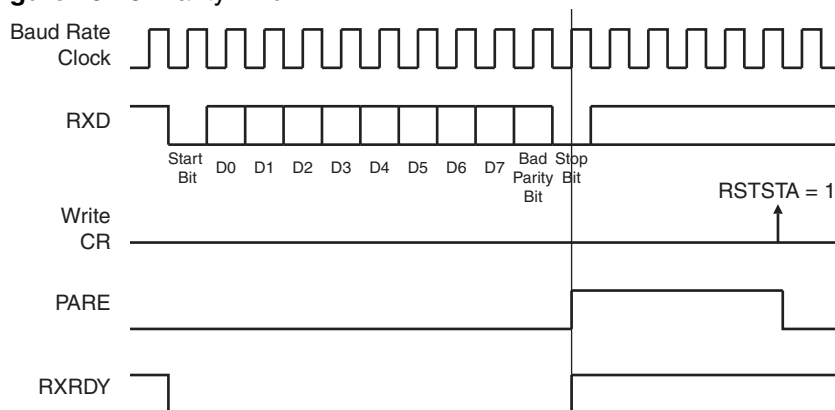 Baud Rate
Clock
RXD
Start
Bit
D0 D1 D2 D3 D4 D5 D6 D7
Bad
Parity
Bit
Stop
Bit
RSTSTA = 1
Write
CR
PARE
RXRDY